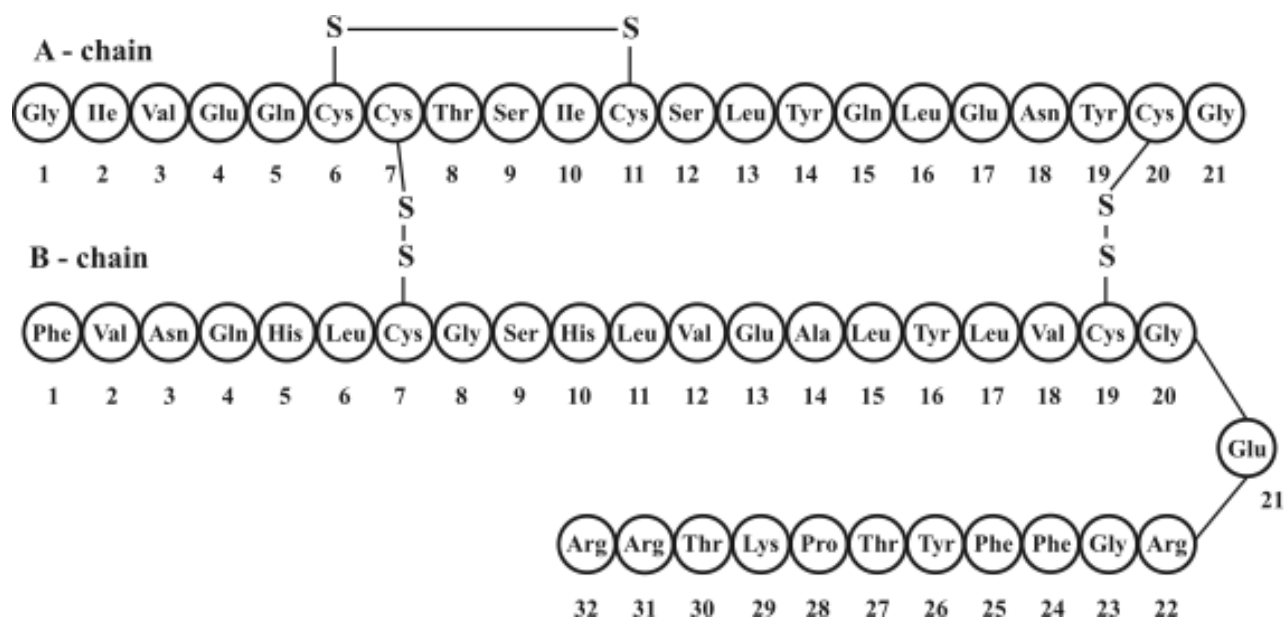 S S
A - chain
Gly IIe Val Glu Gln Cys Cys Thr Ser IIe Cys Ser Leu Tyr Gln Leu Glu Asn Tyr Cys Gly
1 2 3 4 5 6 7 8 9 10 11 12 13 14 15 16 17 18 19 20 21
S S
S S
B - chain
Phe Val Asn Gln His Leu Cys Gly Ser His Leu Val Glu Ala Leu Tyr Leu Val Cys Gly
1 2 3 4 5 6 7 8 9 10 11 12 13 14 15 16 17 18 19 20
Glu
21
Arg Arg Thr Lys Pro Thr Tyr Phe Phe Gly Arg
32 31 30 29 28 27 26 25 24 23 22